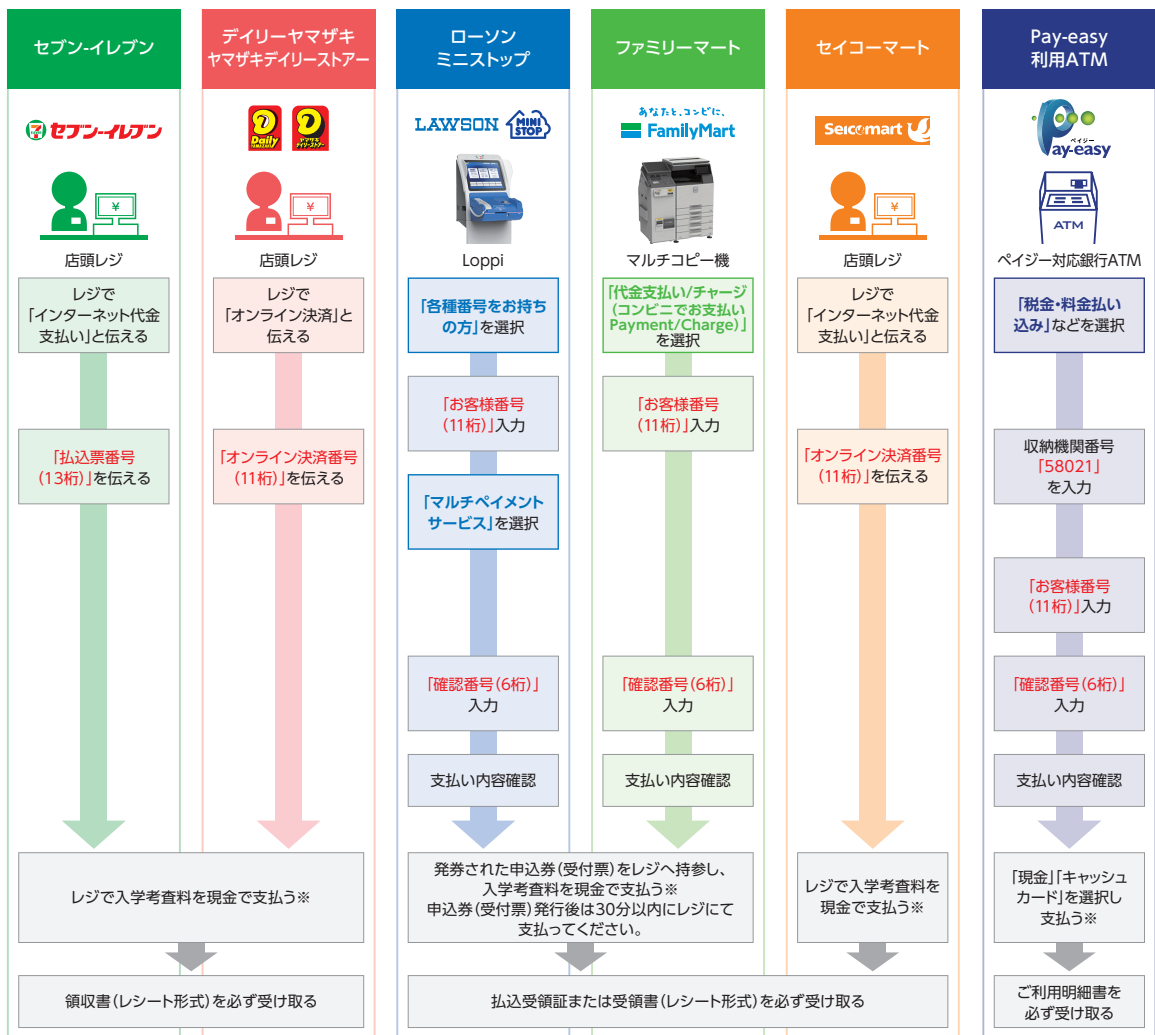 セブン-イレブン
セブン-イレブン
¥
店頭レジ
レジで
「インターネット代金
支払い」と伝える
「払込票番号
(13桁)」を伝える
デイリーヤマザキ
ヤマザキデイリーストアー
Daily
YAMAZAKI
ヤマザキ
デイリーストアー
¥
店頭レジ
レジで
「オンライン決済」と
伝える
「オンライン決済番号
(11桁)」を伝える
レジで入学考査料を現金で支払う※
領収書(レシート形式)を必ず受け取る
ローソン
ミニストップ
LAWSON
MINI
STOP
Loppi
「各種番号をお持ち
の方」を選択
「お客様番号
(11桁)」入力
「マルチペイメント
サービス」を選択
「確認番号(6桁)」
入力
支払い内容確認
ファミリーマート
あなたと、コンビに、
FamilyMart
マルチコピー機
「代金支払い/チャージ
(コンビニでお支払い
Payment/Charge)」
を選択
「お客様番号
(11桁)」入力
「確認番号(6桁)」
入力
支払い内容確認
発券された申込券(受付票)をレジへ持参し、
入学考査料を現金で支払う※
申込券(受付票)発行後は30分以内にレジにて
支払ってください。
セイコーマート
Seicomart
¥
店頭レジ
レジで
「インターネット代金
支払い」と伝える
「オンライン決済番号
(11桁)」を伝える
レジで入学考査料を
現金で支払う※
払込受領証または受領書(レシート形式)を必ず受け取る
Pay-easy
利用ATM
ペイジー
Pay-easy
ATM
ペイジー対応銀行ATM
「税金・料金払い
込み」などを選択
収納機関番号
「58021」
を入力
「お客様番号
(11桁)」入力
「確認番号(6桁)」
入力
支払い内容確認
「現金」「キャッシュ
カード」を選択し
支払う※
ご利用明細書を
必ず受け取る